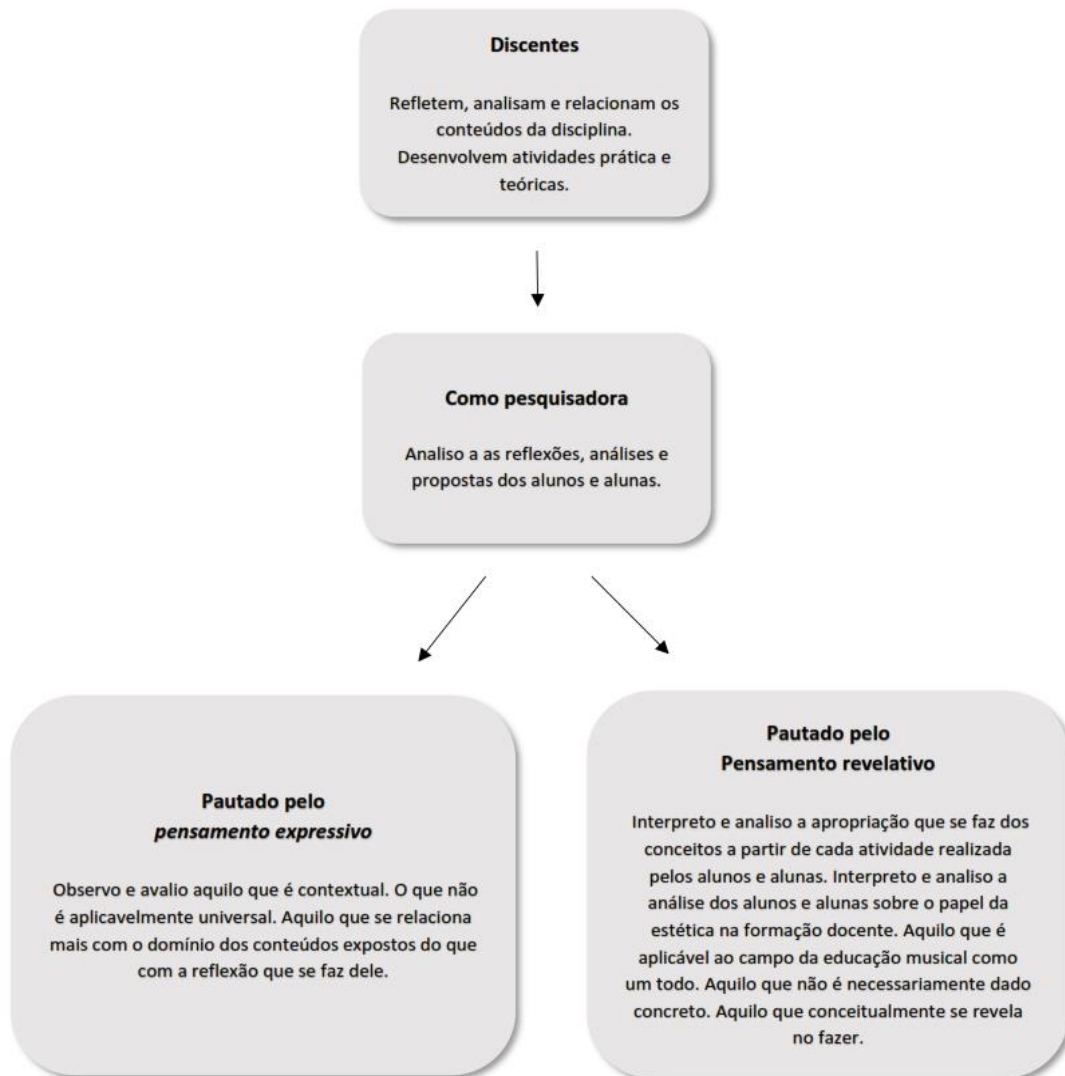 Discentes
Refletem, analisam e relacionam os
conteúdos da disciplina.
Desenvolvem atividades prática e
teóricas.
Como pesquisadora
Analiso a as reflexões, análises e
propostas dos alunos e alunas.
Pautado pelo
pensamento expressivo
Observo e avalio aquilo que é contextual. O que não
é aplicavelmente universal. Aquilo que se relaciona
mais com o domínio dos conteúdos expostos do que
com a reflexão que se faz dele.
Pautado pelo
Pensamento revelativo
Interpreto e analiso a apropriação que se faz dos
conceitos a partir de cada atividade realizada
pelos alunos e alunas. Interpreto e analiso a
análise dos alunos e alunas sobre o papel da
estética na formação docente. Aquilo que é
aplicável ao campo da educação musical como
um todo. Aquilo que não é necessariamente dado
concreto. Aquilo que conceitualmente se revela
no fazer.